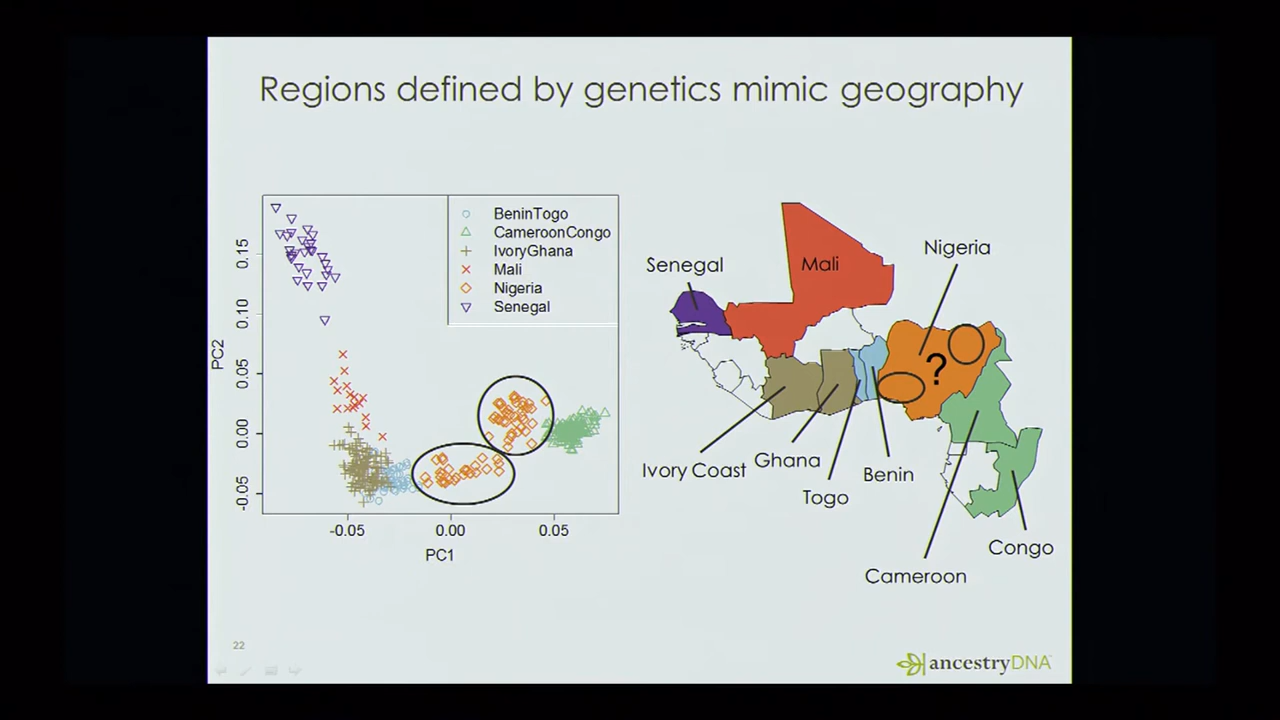 Regions defined by genetics mimic geography
BeninTogo
CameroonCongo
IvoryGhana
Mali
Nigeria
Senegal
PC2
0.15
0.10
0.05
0.00
-0.05
-0.05
0.00
0.05
PC1
Senegal
Mali
Nigeria
?
Ivory Coast
Ghana
Togo
Benin
Congo
Cameroon
22
ancestryDNA